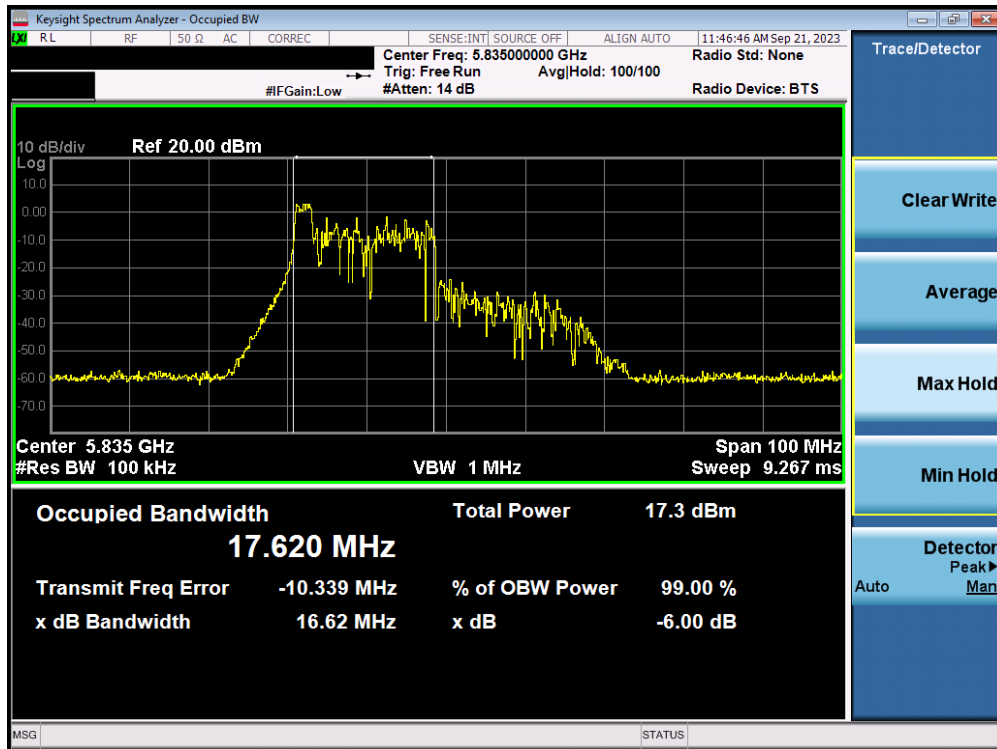 Keysight Spectrum Analyzer - Occupied BW
LXI RL RF 50 Ω AC CORREC SENSE:INT SOURCE OFF ALIGN AUTO 11:46:46 AM Sep 21, 2023
Center Freq: 5.835000000 GHz Radio Std: None
Trig: Free Run Avg|Hold: 100/100
#IFGain:Low #Atten: 14 dB Radio Device: BTS
10 dB/div Ref 20.00 dBm
Log
10.0
0.00
-10.0
-20.0
-30.0
-40.0
-50.0
-60.0
-70.0
Center 5.835 GHz Span 100 MHz
#Res BW 100 kHz VBW 1 MHz Sweep 9.267 ms
Occupied Bandwidth Total Power 17.3 dBm
17.620 MHz
Transmit Freq Error -10.339 MHz % of OBW Power 99.00 %
x dB Bandwidth 16.62 MHz x dB -6.00 dB
MSG STATUS
Trace/Detector
Clear Write
Average
Max Hold
Min Hold
Detector
Peak▶
Auto Man